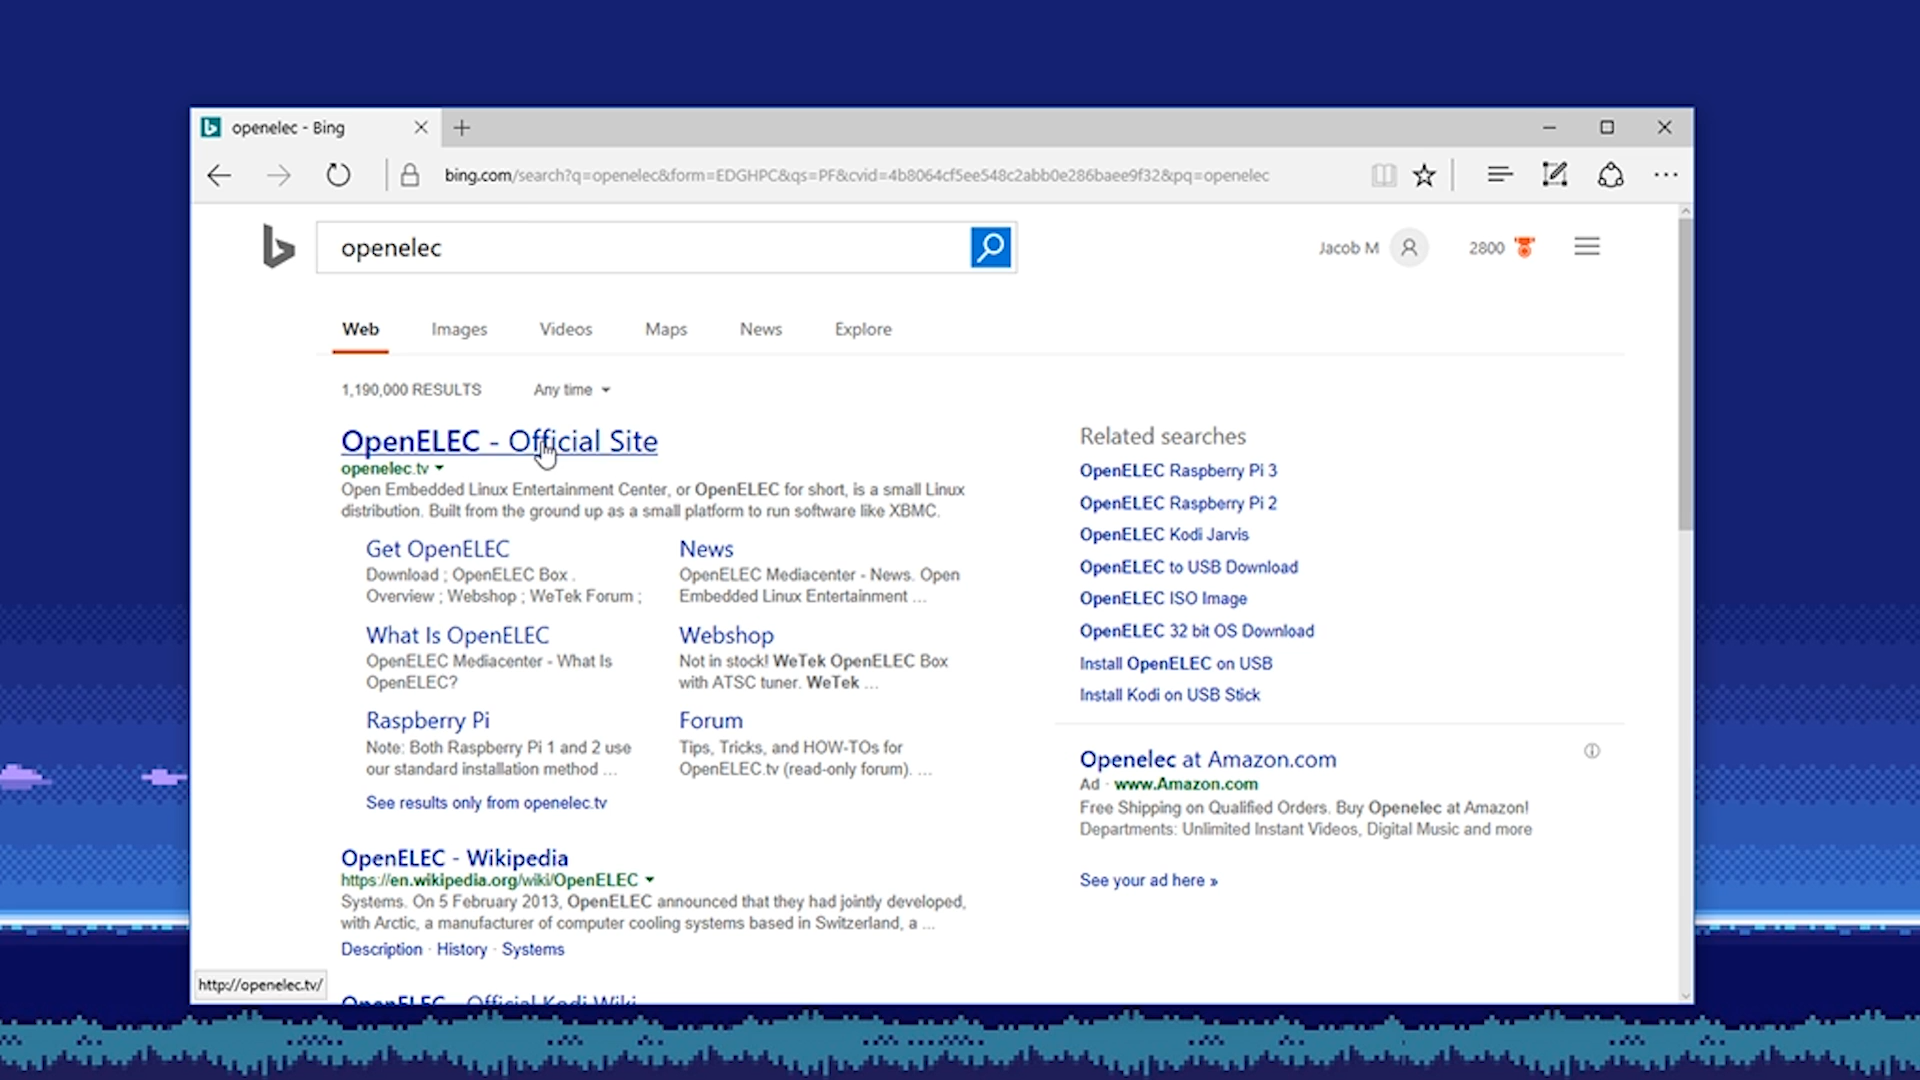 openelec - Bing
bing.com/search?q=openelec&form=EDGHPC&qs=PF&cvid=4b8064cf5ee548c2abb0e286baee9f32&pq=openelec
openelec
Jacob M
2800
Web Images Videos Maps News Explore
1,190,000 RESULTS Any time
OpenELEC - Official Site
openelec.tv
Open Embedded Linux Entertainment Center, or OpenELEC for short, is a small Linux
distribution. Built from the ground up as a small platform to run software like XBMC.
Get OpenELEC
Download ; OpenELEC Box .
Overview ; Webshop ; WeTek Forum ;
News
OpenELEC Mediacenter - News. Open
Embedded Linux Entertainment ...
What Is OpenELEC
OpenELEC Mediacenter - What Is
OpenELEC?
Webshop
Not in stock! WeTek OpenELEC Box
with ATSC tuner. WeTek ...
Raspberry Pi
Note: Both Raspberry Pi 1 and 2 use
our standard installation method ...
Forum
Tips, Tricks, and HOW-TOs for
OpenELEC.tv (read-only forum). ...
See results only from openelec.tv
OpenELEC - Wikipedia
https://en.wikipedia.org/wiki/OpenELEC
Systems. On 5 February 2013, OpenELEC announced that they had jointly developed,
with Arctic, a manufacturer of computer cooling systems based in Switzerland, a ...
Description · History · Systems
OpenELEC - Official Kodi Wiki
http://openelec.tv/
Related searches
OpenELEC Raspberry Pi 3
OpenELEC Raspberry Pi 2
OpenELEC Kodi Jarvis
OpenELEC to USB Download
OpenELEC ISO Image
OpenELEC 32 bit OS Download
Install OpenELEC on USB
Install Kodi on USB Stick
Openelec at Amazon.com
Ad · www.Amazon.com
Free Shipping on Qualified Orders. Buy Openelec at Amazon!
Departments: Unlimited Instant Videos, Digital Music and more
See your ad here »